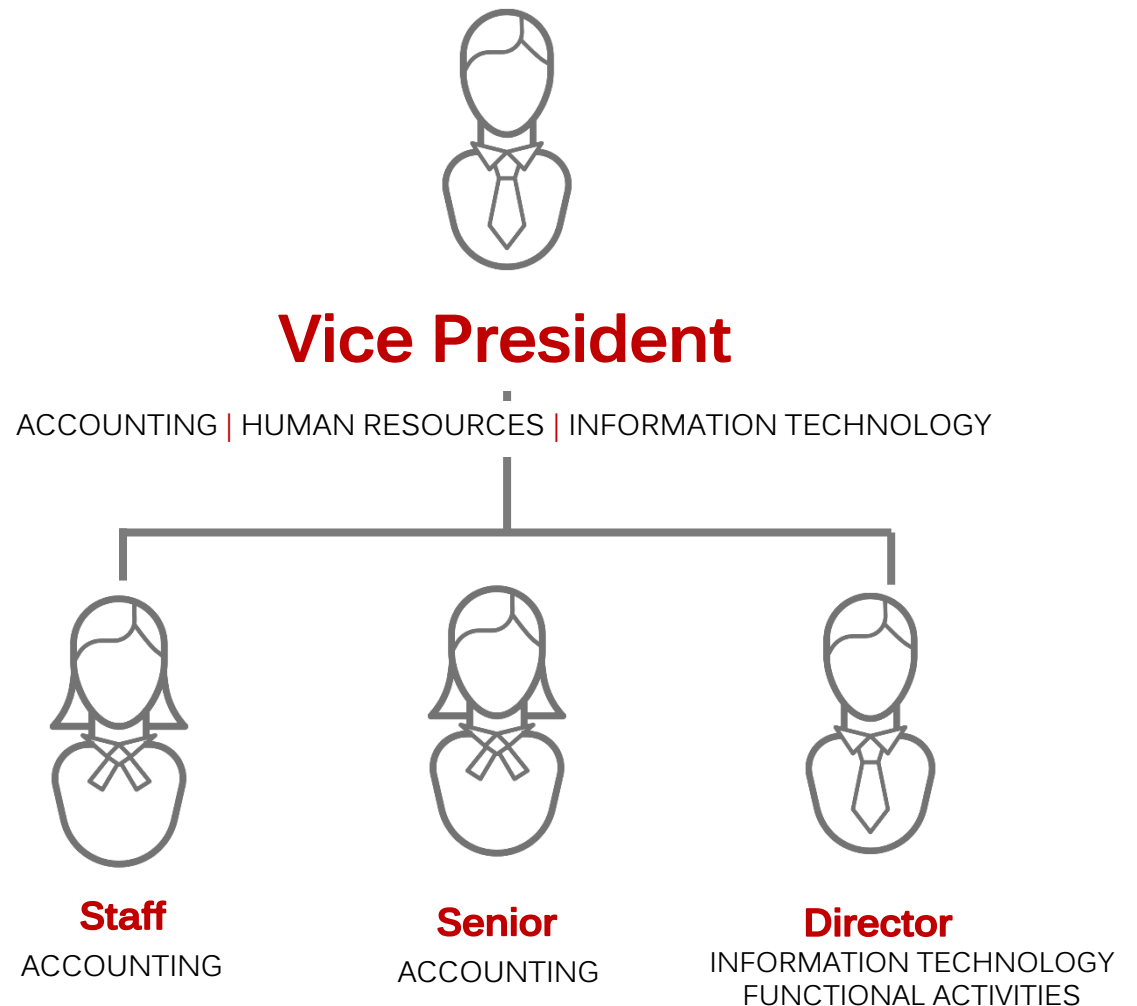 Vice President
ACCOUNTING | HUMAN RESOURCES | INFORMATION TECHNOLOGY
Staff
ACCOUNTING
Senior
ACCOUNTING
Director
INFORMATION TECHNOLOGY
FUNCTIONAL ACTIVITIES